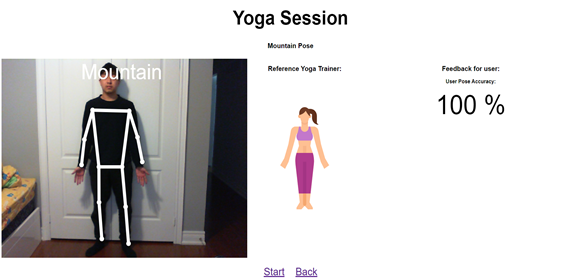 Yoga Session
Mountain Pose
Mountain
Reference Yoga Trainer:
Feedback for user:
User Pose Accuracy:
100 %
Start Back